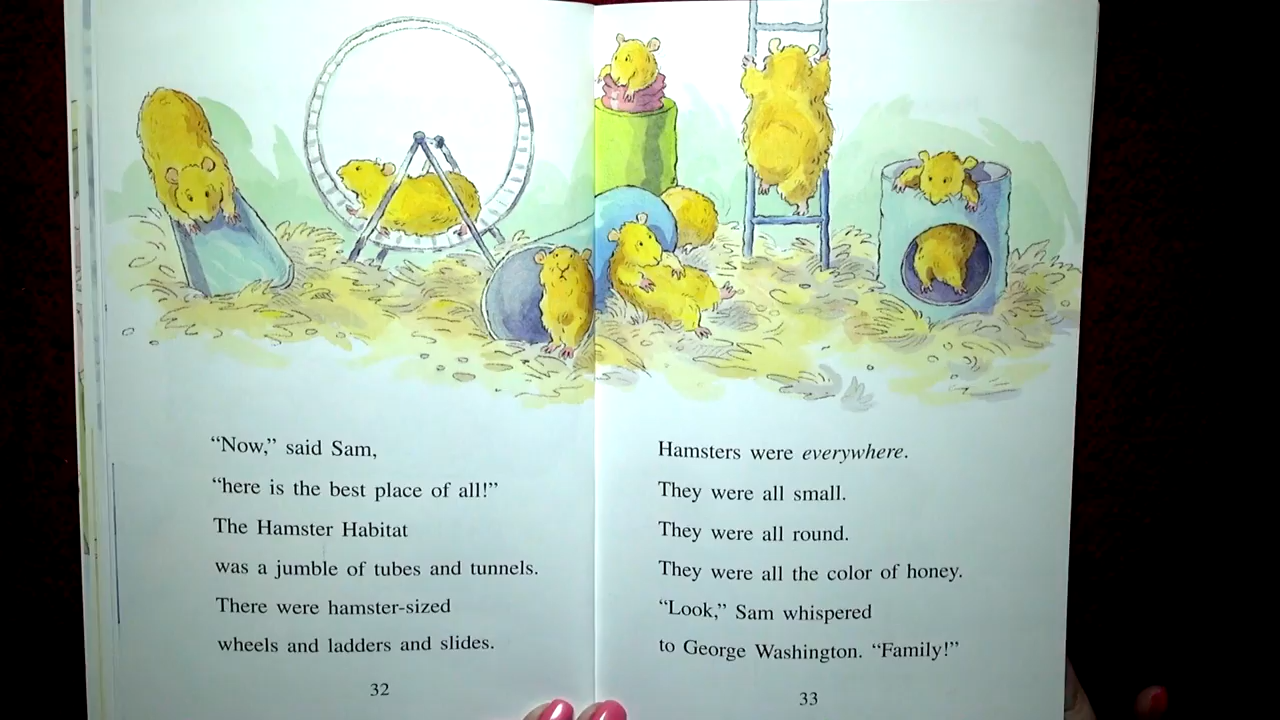 “Now,” said Sam,
“here is the best place of all!”
The Hamster Habitat
was a jumble of tubes and tunnels.
There were hamster-sized
wheels and ladders and slides.
32
Hamsters were everywhere.
They were all small.
They were all round.
They were all the color of honey.
“Look,” Sam whispered
to George Washington. “Family!”
33